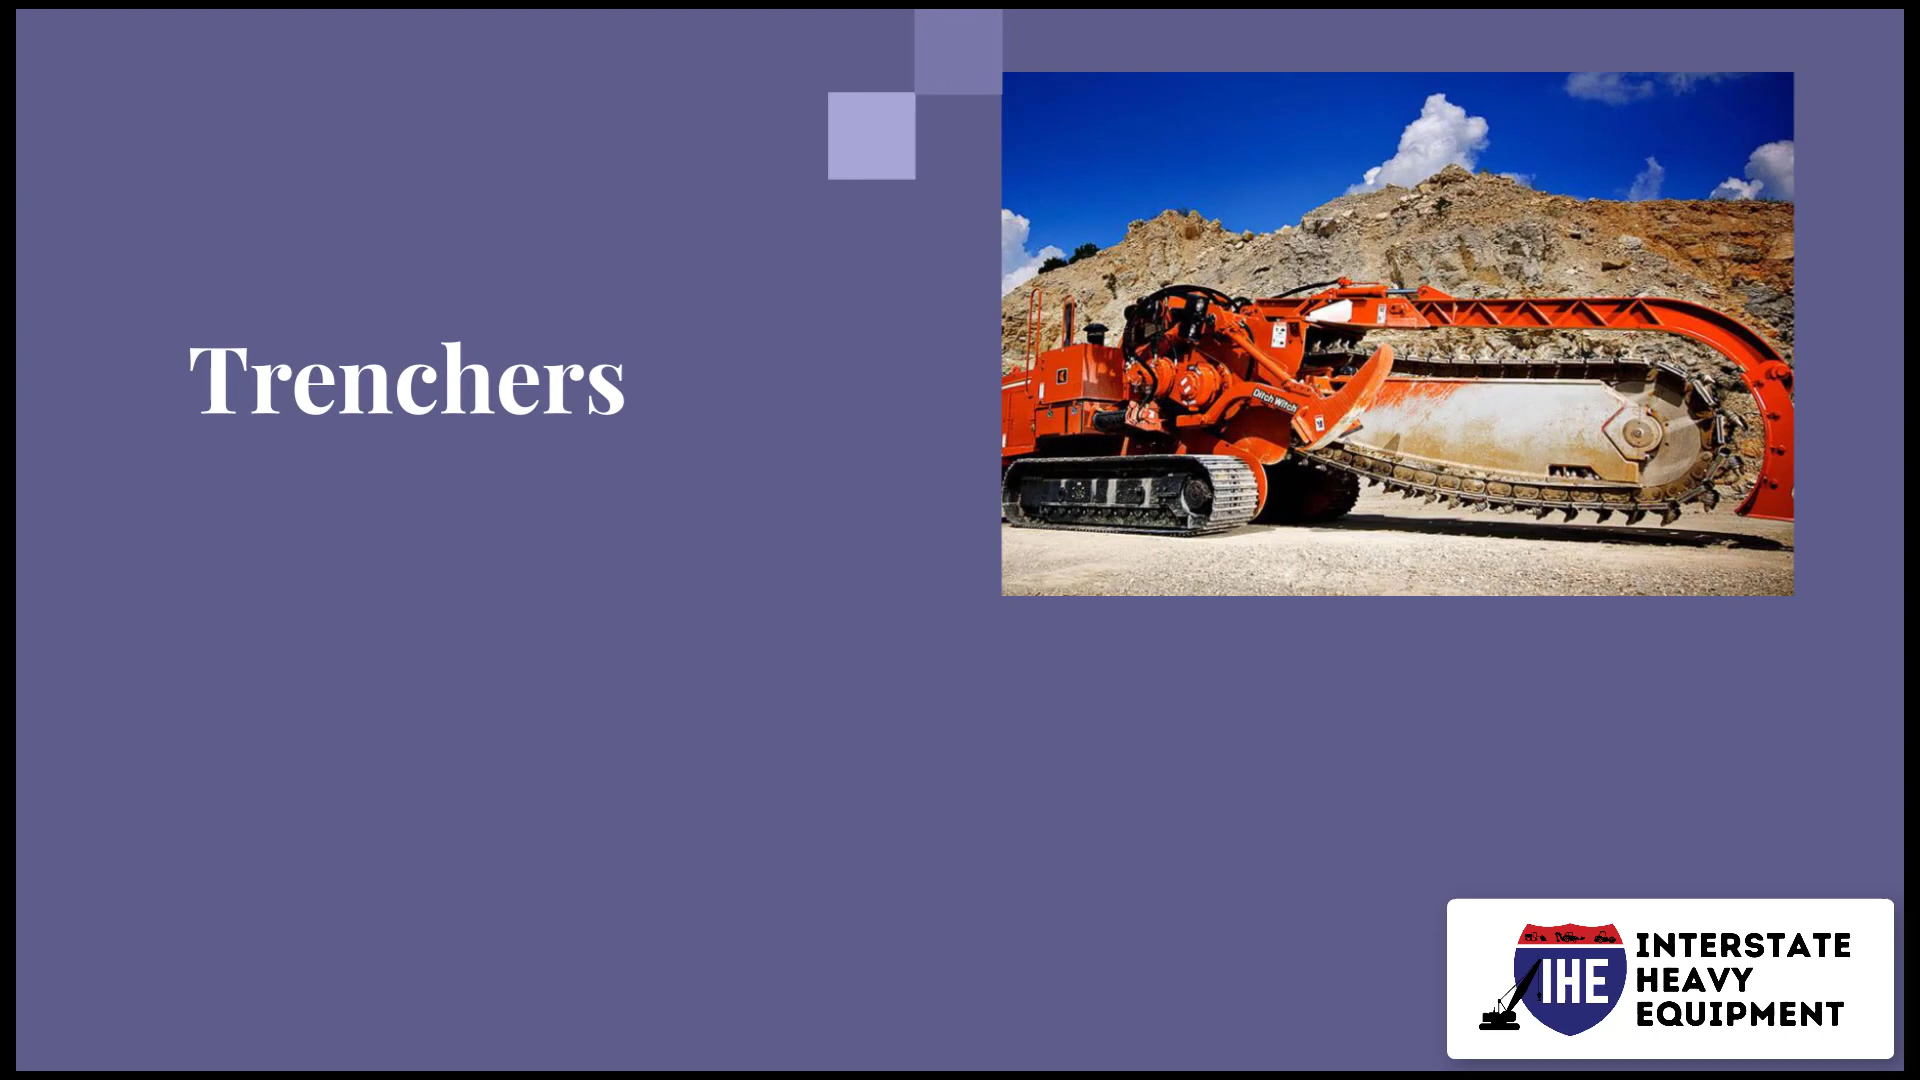 Trenchers
Ditch Witch
IHE
INTERSTATE
HEAVY
EQUIPMENT